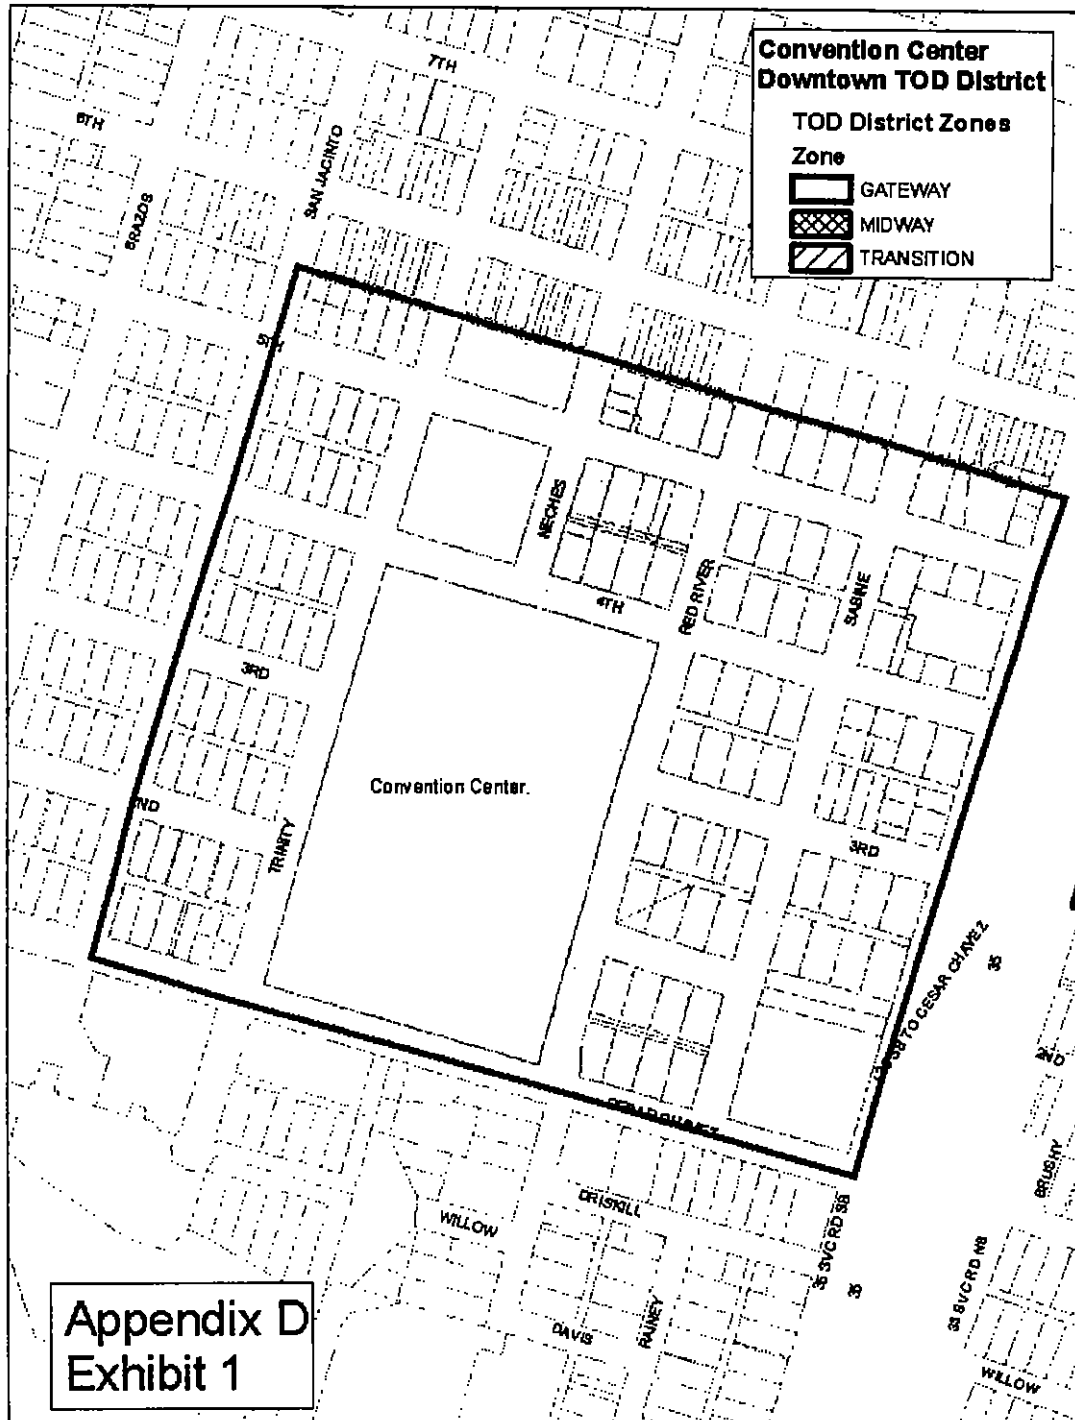 Convention Center
Downtown TOD District
TOD District Zones
Zone
GATEWAY
MIDWAY
TRANSITION
7TH
6TH
SAN JACINTO
BRAZOS
5TH
NECHES
4TH
RED RIVER
SABINE
3RD
Convention Center.
TRINITY
3RD
CESAR CHAVEZ
SB TO CESAR CHAVEZ
35
2ND
BRUSHY
DRISKILL
WILLOW
35 SVC RD SB
35
35 SVC RD NB
RAINEY
DAVIS
WILLOW
Appendix D
Exhibit 1